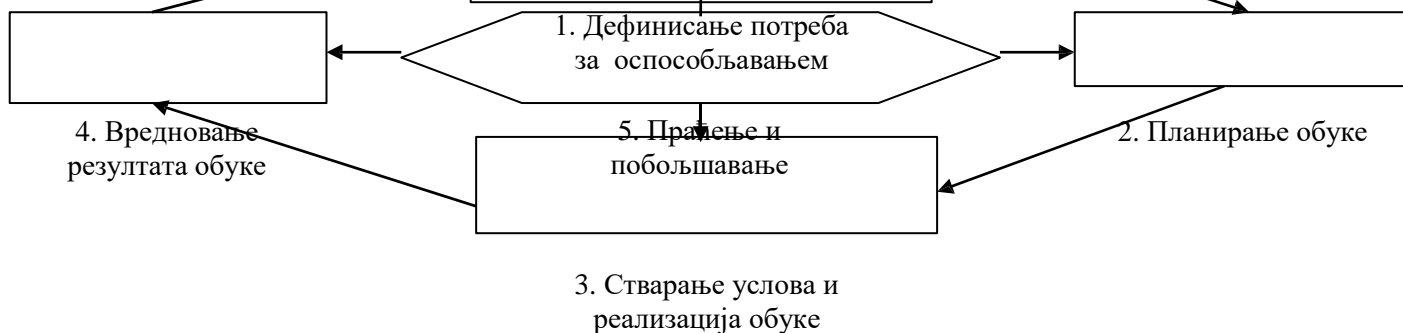 1. Дефинисање потреба
за оспособљавањем
4. Вредновање
резултата обуке
5. Праћење и
побољшавање
2. Планирање обуке
3. Стварање услова и
реализација обуке